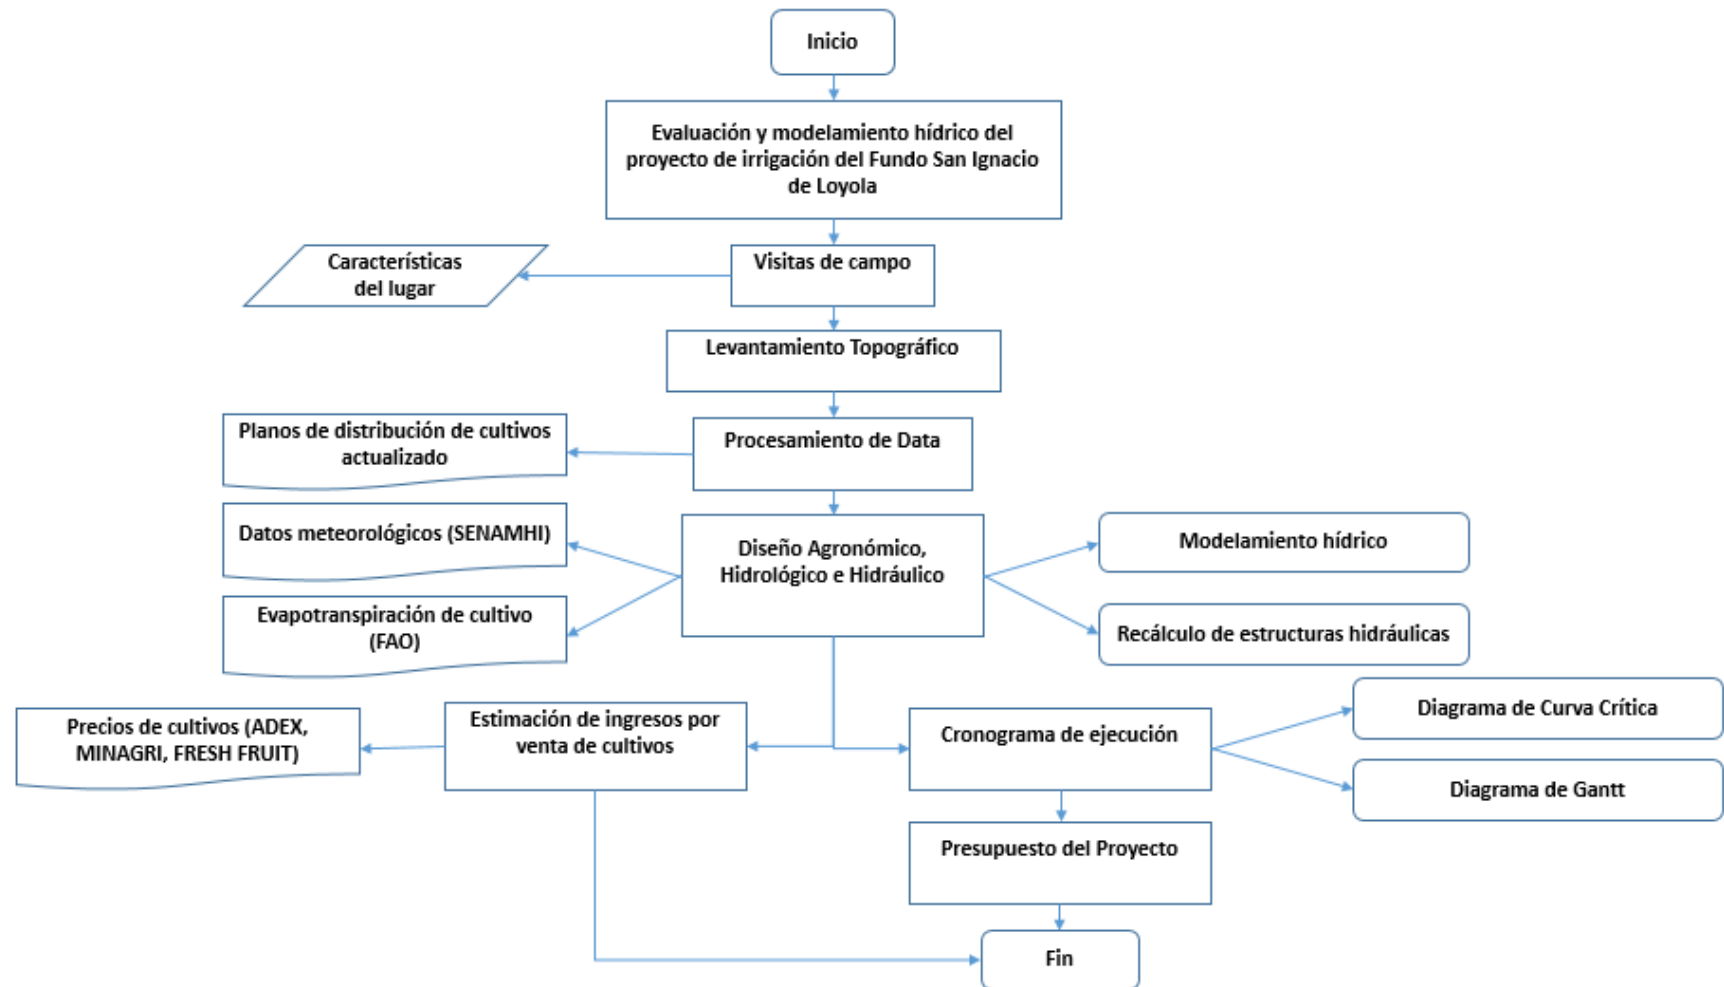 Inicio
Evaluación y modelamiento hídrico del
proyecto de irrigación del Fundo San Ignacio
de Loyola
Características
del lugar
Visitas de campo
Levantamiento Topográfico
Planos de distribución de cultivos
actualizado
Procesamiento de Data
Datos meteorológicos (SENAMHI)
Diseño Agronómico,
Hidrológico e Hidráulico
Modelamiento hídrico
Evapotranspiración de cultivo
(FAO)
Recálculo de estructuras hidráulicas
Precios de cultivos (ADEX,
MINAGRI, FRESH FRUIT)
Estimación de ingresos por
venta de cultivos
Cronograma de ejecución
Diagrama de Curva Crítica
Diagrama de Gantt
Presupuesto del Proyecto
Fin